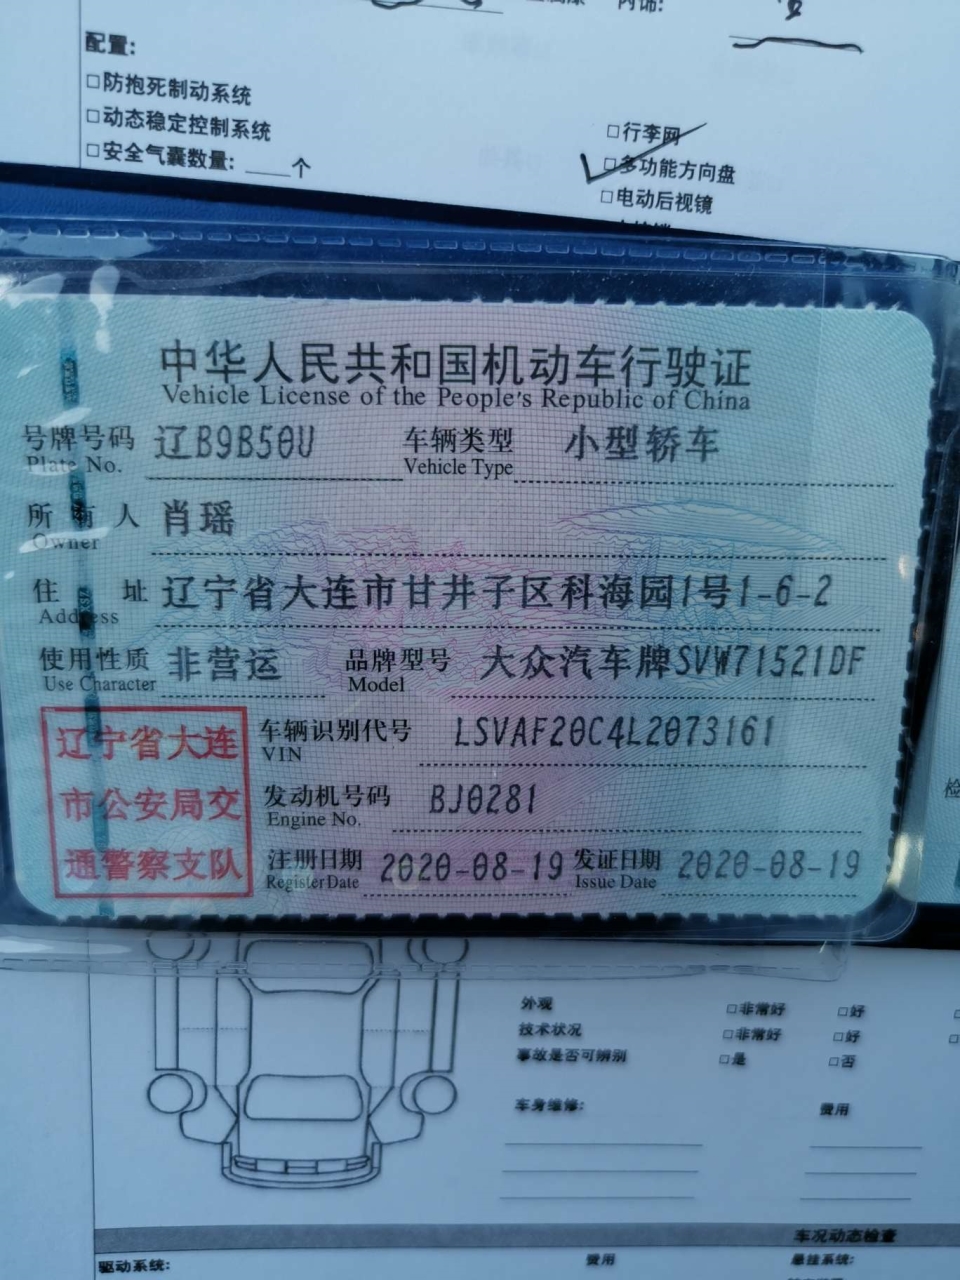 内饰:
配置:
□防抱死制动系统
□动态稳定控制系统
□安全气囊数量: ____个
□行李网
□多功能方向盘
□电动后视镜
中华人民共和国机动车行驶证
Vehicle License of the People's Republic of China
号牌号码 辽B9B50U 车辆类型 小型轿车
Plate No. Vehicle Type
所有人 肖瑶
Owner
住址 辽宁省大连市甘井子区科海园1号1-6-2
Address
使用性质 非营运 品牌型号 大众汽车牌SVW71521DF
Use Character Model
辽宁省大连
市公安局交
通警察支队
车辆识别代号 LSVAF20C4L2073161
VIN
发动机号码 BJ0281
Engine No.
注册日期 2020-08-19 发证日期 2020-08-19
Register Date Issue Date
检
外观 □非常好 □好
技术状况 □非常好 □好
事故是否可辨别 □是 □否
车身维修: 费用
车况动态检查
驱动系统: 费用 悬挂系统: